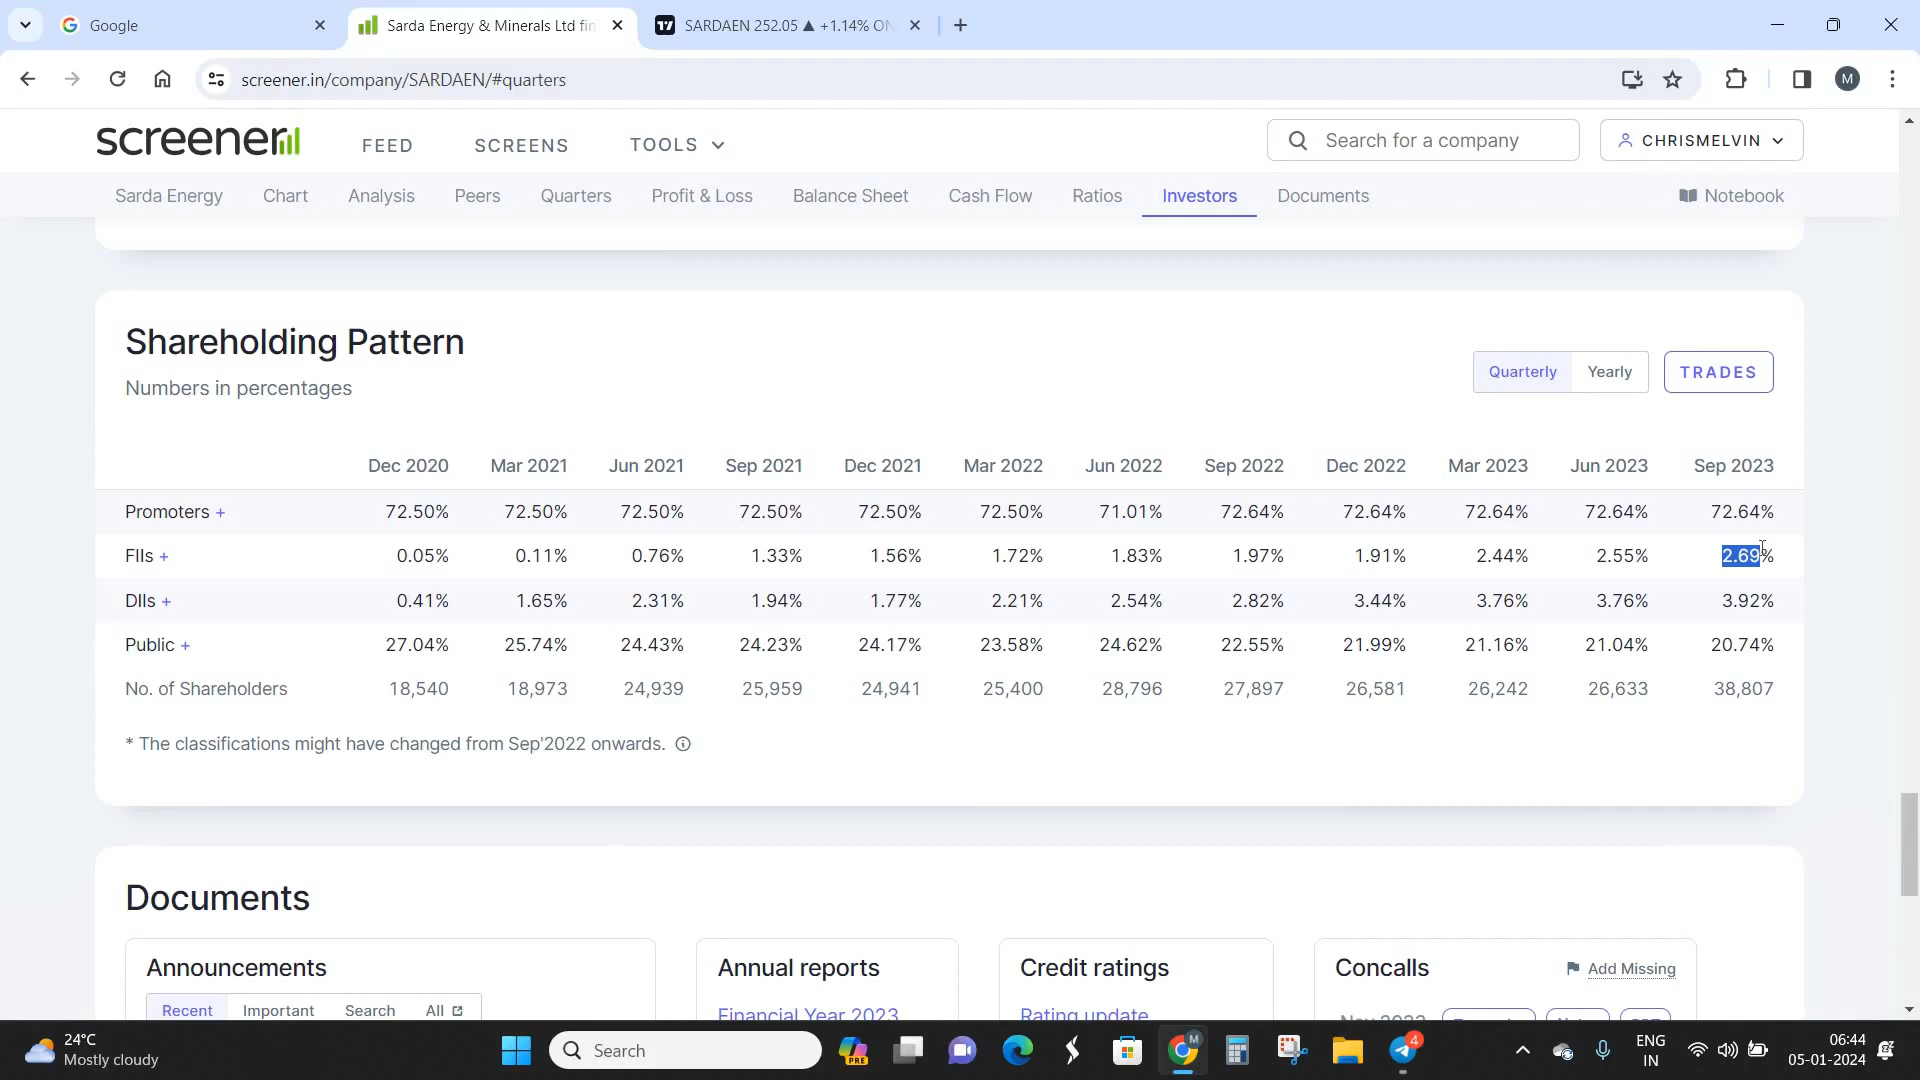 Google
Sarda Energy & Minerals Ltd fin
SARDAEN 252.05 ▲ +1.14%
screener.in/company/SARDAEN/#quarters
M
screener
FEED
SCREENS
TOOLS
Search for a company
CHRISMELVIN
Sarda Energy
Chart
Analysis
Peers
Quarters
Profit & Loss
Balance Sheet
Cash Flow
Ratios
Investors
Documents
Notebook
Shareholding Pattern
Numbers in percentages
Quarterly
Yearly
TRADES
Dec 2020 Mar 2021 Jun 2021 Sep 2021 Dec 2021 Mar 2022 Jun 2022 Sep 2022 Dec 2022 Mar 2023 Jun 2023 Sep 2023
Promoters + 72.50% 72.50% 72.50% 72.50% 72.50% 72.50% 71.01% 72.64% 72.64% 72.64% 72.64% 72.64%
FIIs + 0.05% 0.11% 0.76% 1.33% 1.56% 1.72% 1.83% 1.97% 1.91% 2.44% 2.55% 2.69%
DIIs + 0.41% 1.65% 2.31% 1.94% 1.77% 2.21% 2.54% 2.82% 3.44% 3.76% 3.76% 3.92%
Public + 27.04% 25.74% 24.43% 24.23% 24.17% 23.58% 24.62% 22.55% 21.99% 21.16% 21.04% 20.74%
No. of Shareholders 18,540 18,973 24,939 25,959 24,941 25,400 28,796 27,897 26,581 26,242 26,633 38,807
* The classifications might have changed from Sep'2022 onwards.
Documents
Announcements
Recent
Important
Search
All
Annual reports
Financial Year 2023
Credit ratings
Rating update
Concalls
Add Missing
Nov 2023
24°C
Mostly cloudy
Search
PRE
M
4
ENG
IN
06:44
05-01-2024